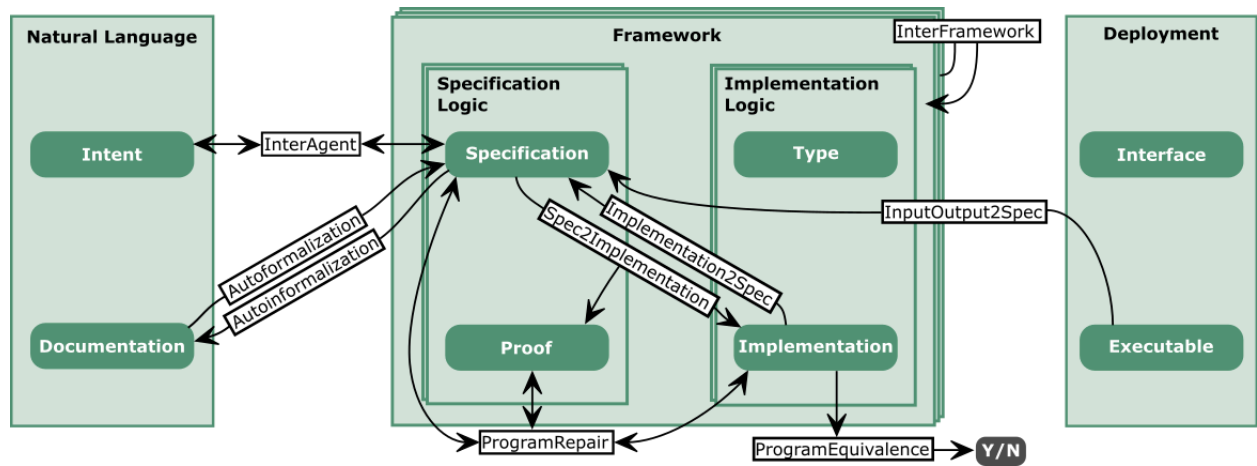 Natural Language
Framework
InterFramework
Deployment
Specification
Logic
Implementation
Logic
Intent
InterAgent
Specification
Type
Interface
InputOutput2Spec
Autoformalization
Autoinformalization
Spec2Implementation
Implementation2Spec
Documentation
Proof
Implementation
Executable
ProgramRepair
ProgramEquivalence
Y/N